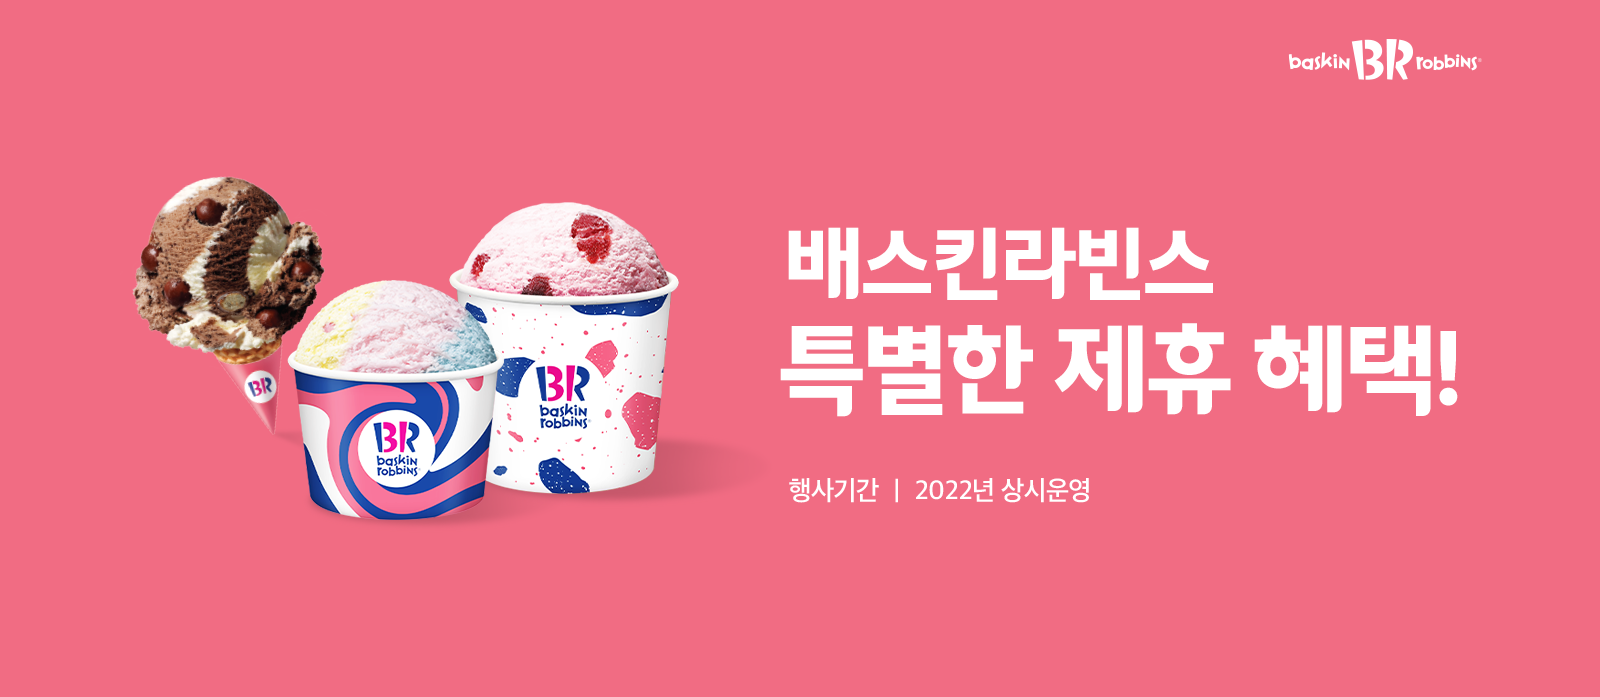 baskin BR robbins
배스킨라빈스
특별한 제휴 혜택!
행사기간 | 2022년 상시운영
BR
BR
baskin
robbins
BR
baskin
robbins